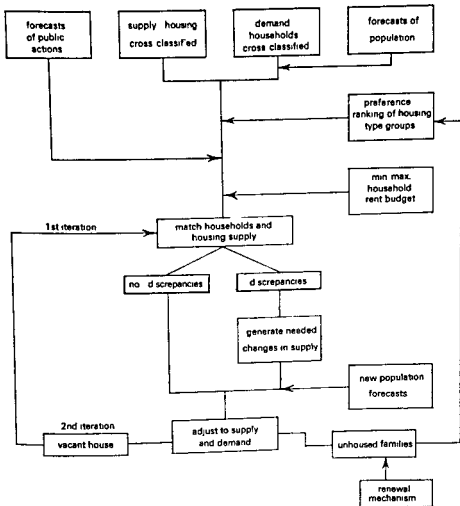 forecasts
of public
actions
supply housing
cross classified
demand
households
cross classified
forecasts of
population
preference
ranking of housing
type groups
min max.
household
rent budget
1st iteration
match households and
housing supply
no d screpancies
d screpancies
generate needed
changes in supply
new population
forecasts
2nd iteration
vacant house
adjust to supply
and demand
unhoused families
renewal
mechanism